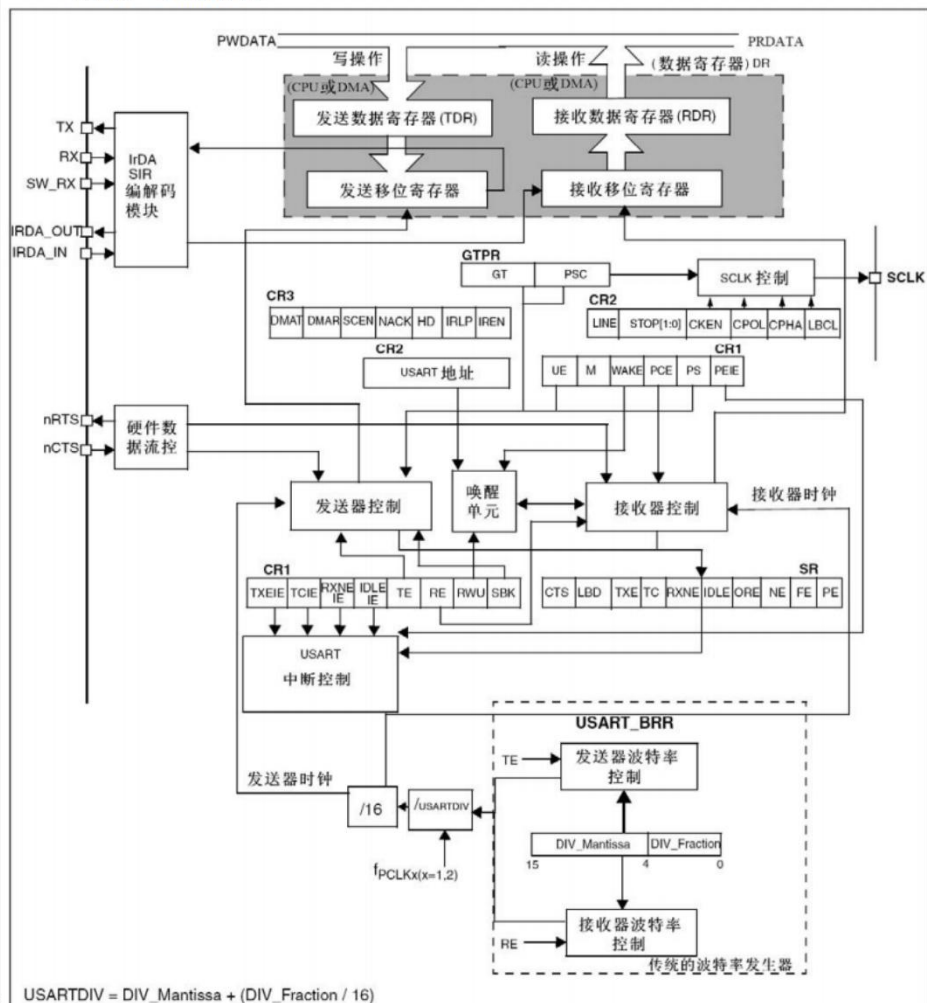 PWDATA
PRDATA
写操作
读操作
(数据寄存器)DR
(CPU或DMA)
(CPU或DMA)
TX
发送数据寄存器(TDR)
接收数据寄存器(RDR)
RX
IrDA
SIR
编解码
模块
SW_RX
发送移位寄存器
接收移位寄存器
IRDA_OUT
IRDA_IN
GTPR
GT
PSC
SCLK 控制
SCLK
CR3
DMAT DMAR SCEN NACK HD IRLP IREN
CR2
LINE STOP[1:0] CKEN CPOL CPHA LBCL
CR2
USART 地址
CR1
UE M WAKE PCE PS PEIE
nRTS
nCTS
硬件数
据流控
发送器控制
唤醒
单元
接收器控制
接收器时钟
CR1
TXEIE TCIE RXNE IE IDLE IE TE RE RWU SBK
SR
CTS LBD TXE TC RXNE IDLE ORE NE FE PE
USART
中断控制
USART_BRR
发送器时钟
TE
发送器波特率
控制
/16
/USARTDIV
DIV_Mantissa DIV_Fraction
15 4 0
fPCLKx(x=1,2)
RE
接收器波特率
控制
传统的波特率发生器
USARTDIV = DIV_Mantissa + (DIV_Fraction / 16)